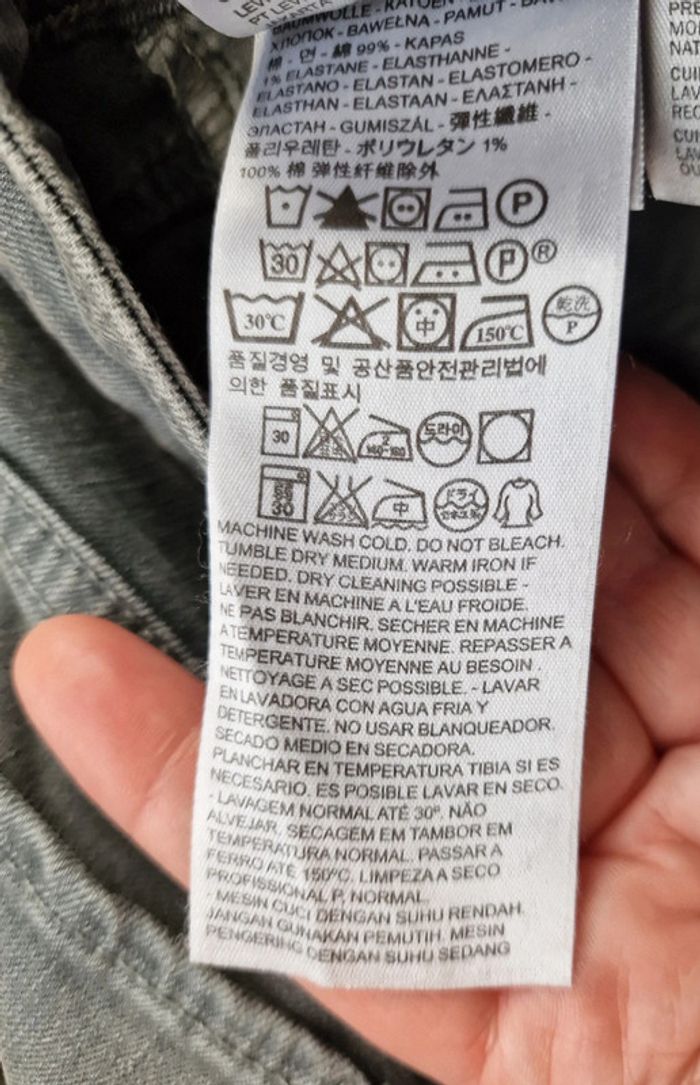 BAUMWOLLE - KATOEN
ХЛОПОК - BAWEŁNA - PAMUT -
棉 - 면 - 綿 99% - KAPAS
1% ELASTANE - ELASTHANNE -
ELASTANO - ELASTAN - ELASTOMERO -
ELASTHAN - ELASTAAN - ΕΛΑΣΤΑΝΗ -
ЭЛАСТАН - GUMISZÁL - 彈性纖維 -
폴리우레탄 - ポリウレタン 1%
100% 棉 弹性纤维除外
P
30 P ®
30℃ 中 150℃ 乾洗 P
품질경영 및 공산품안전관리법에
의한 품질표시
30 2 140-160 드라이
30 中 ドライ
MACHINE WASH COLD. DO NOT BLEACH.
TUMBLE DRY MEDIUM. WARM IRON IF
NEEDED. DRY CLEANING POSSIBLE -
LAVER EN MACHINE A L'EAU FROIDE.
NE PAS BLANCHIR. SECHER EN MACHINE
A TEMPERATURE MOYENNE. REPASSER A
TEMPERATURE MOYENNE AU BESOIN .
NETTOYAGE A SEC POSSIBLE. - LAVAR
EN LAVADORA CON AGUA FRIA Y
DETERGENTE. NO USAR BLANQUEADOR.
SECADO MEDIO EN SECADORA.
PLANCHAR EN TEMPERATURA TIBIA SI ES
NECESARIO. ES POSIBLE LAVAR EN SECO.
- LAVAGEM NORMAL ATÉ 30º. NÃO
ALVEJAR. SECAGEM EM TAMBOR EM
TEMPERATURA NORMAL. PASSAR A
FERRO ATÉ 150ºC. LIMPEZA A SECO
PROFISSIONAL P, NORMAL.
- MESIN CUCI DENGAN SUHU RENDAH.
JANGAN GUNAKAN PEMUTIH. MESIN
PENGERING DENGAN SUHU SEDANG